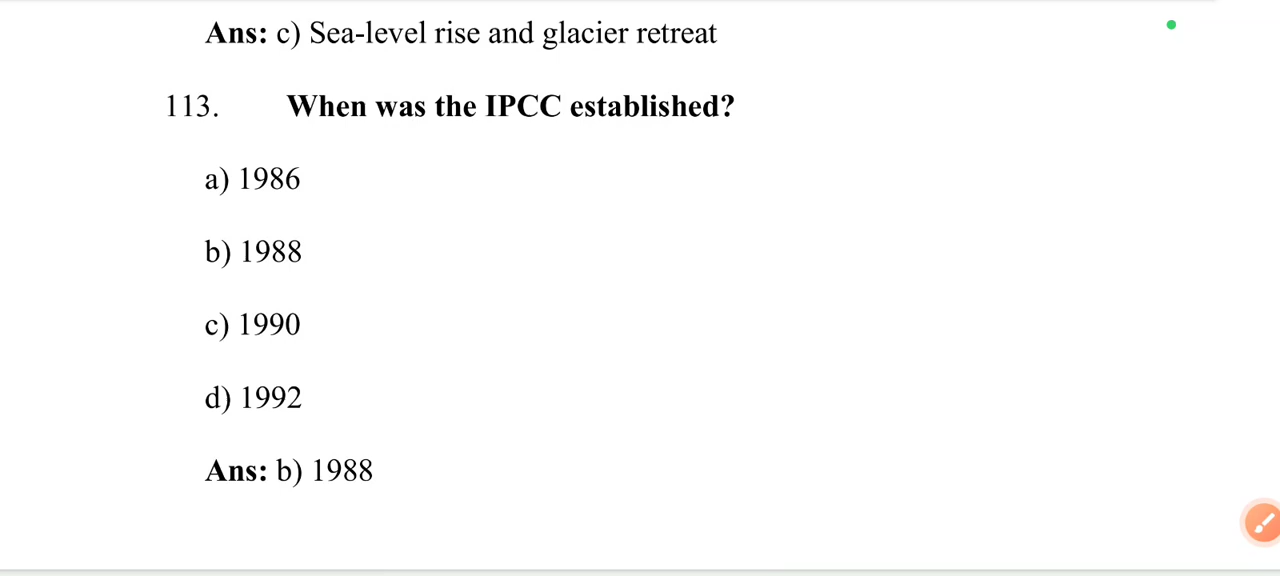 Ans: c) Sea-level rise and glacier retreat
113. When was the IPCC established?
a) 1986
b) 1988
c) 1990
d) 1992
Ans: b) 1988